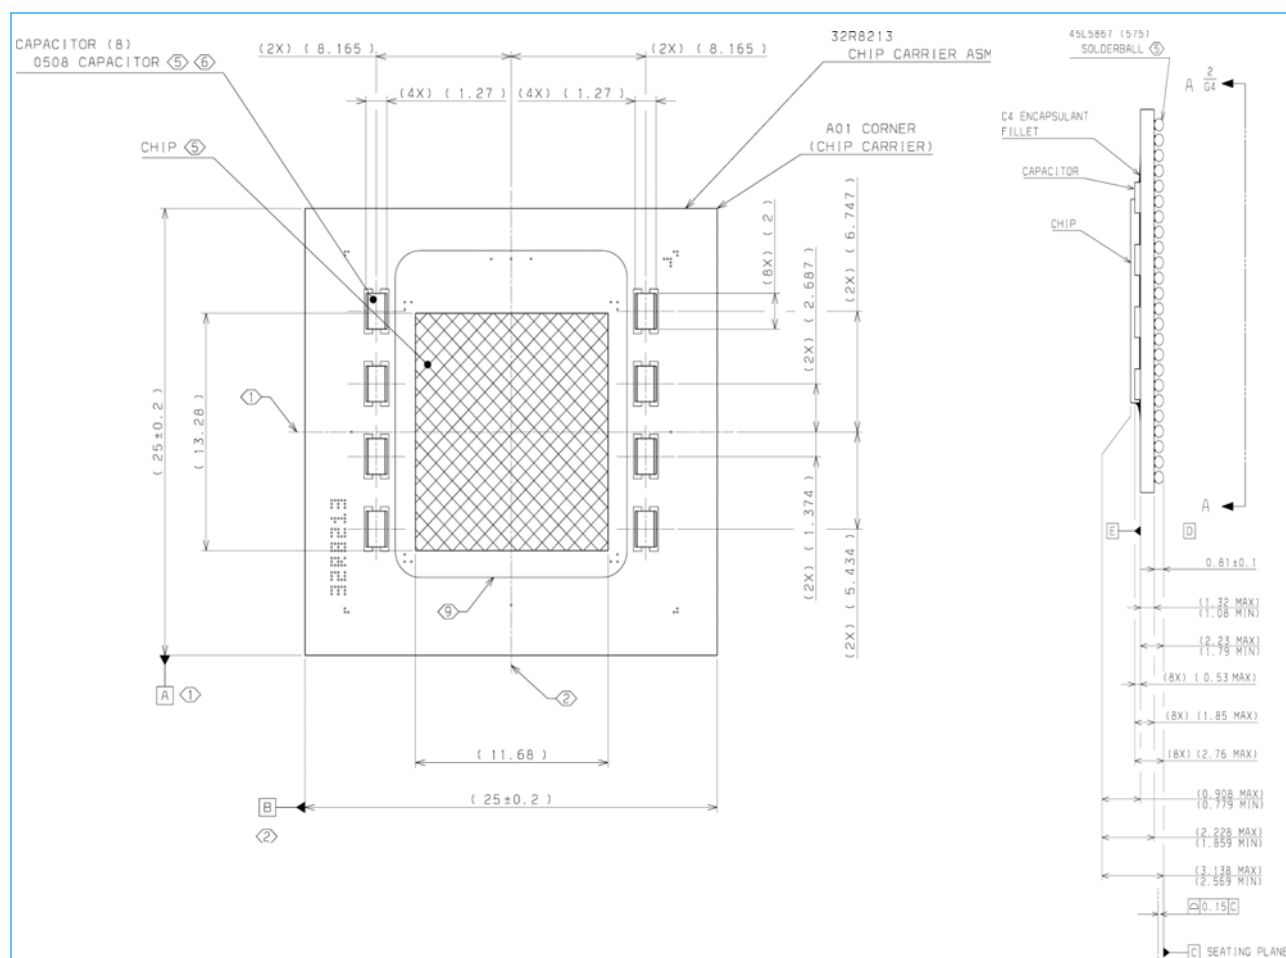 CAPACITOR (8)
0508 CAPACITOR 5 6
(2X) ( 8.165 )
(2X) ( 8.165 )
32R8213
CHIP CARRIER ASM
45L5867 (575)
SOLDERBALL 5
A 2
G4
(4X) ( 1.27 )
(4X) ( 1.27 )
A01 CORNER
(CHIP CARRIER)
CHIP 5
C4 ENCAPSULANT
FILLET
CAPACITOR
CHIP
(8X) ( 2 )
(2X) ( 2.687 )
(2X) ( 6.747 )
( 25±0.2 )
( 13.28 )
1
(2X) ( 1.374 )
(2X) ( 5.434 )
9
A 1
2
( 11.68 )
( 25±0.2 )
B
2
A
E
D
0.81±0.1
(1.32 MAX)
(1.08 MIN)
(2.23 MAX)
(1.79 MIN)
(8X) ( 0.53 MAX)
(8X) (1.85 MAX)
(8X) (2.76 MAX)
(0.908 MAX)
(0.779 MIN)
(2.228 MAX)
(1.859 MIN)
(3.138 MAX)
(2.569 MIN)
0.15 C
C SEATING PLANE